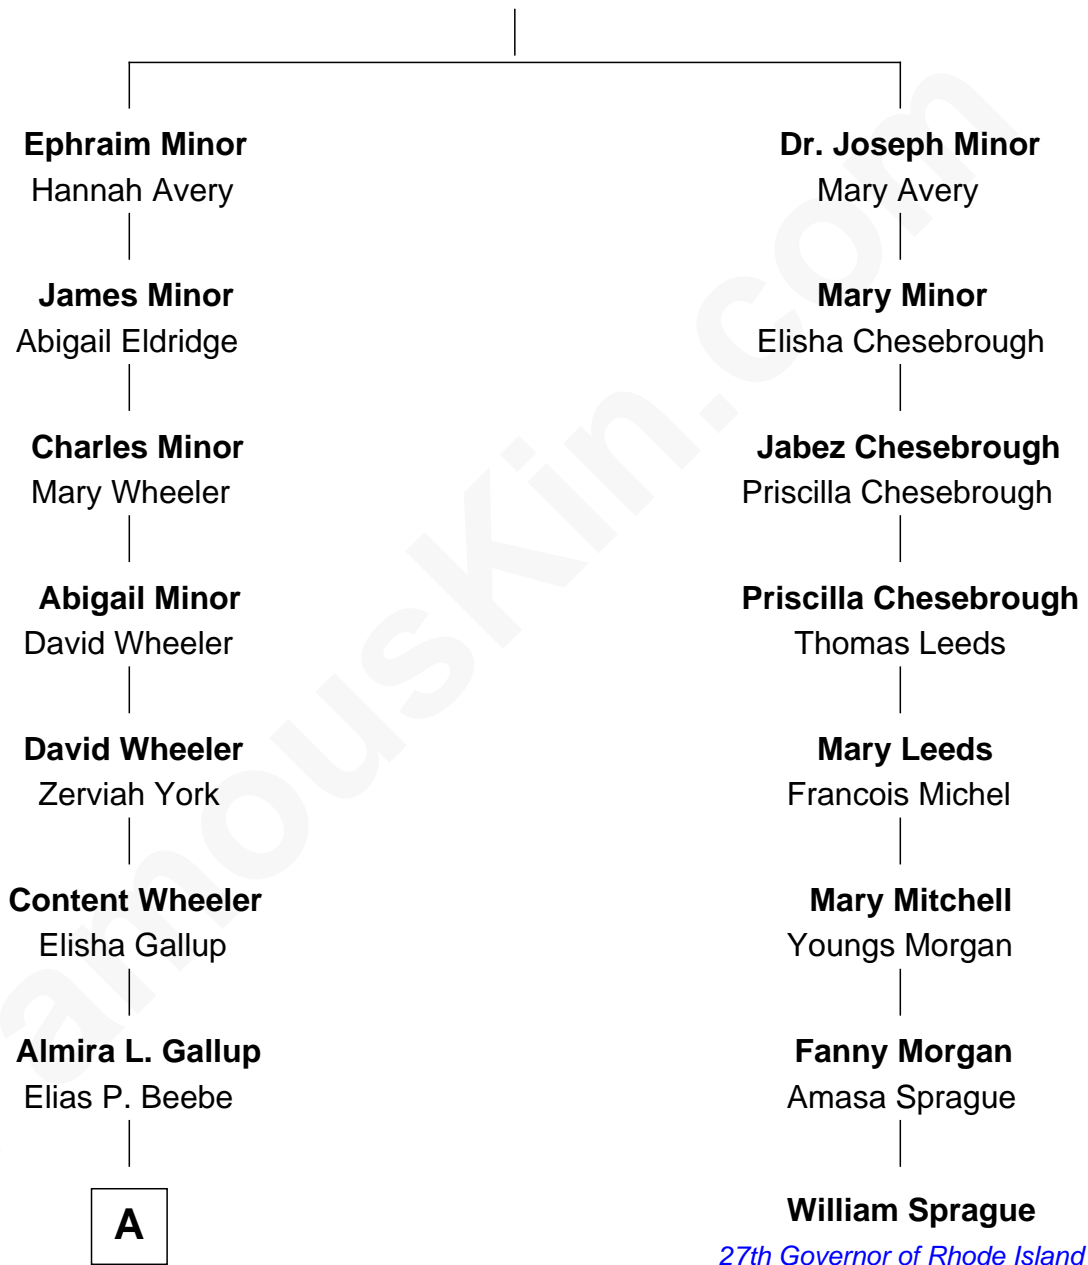 Ephraim Minor
Hannah Avery
James Minor
Abigail Eldridge
Charles Minor
Mary Wheeler
Abigail Minor
David Wheeler
David Wheeler
Zerviah York
Content Wheeler
Elisha Gallup
Almira L. Gallup
Elias P. Beebe
A
Dr. Joseph Minor
Mary Avery
Mary Minor
Elisha Chesebrough
Jabez Chesebrough
Priscilla Chesebrough
Priscilla Chesebrough
Thomas Leeds
Mary Leeds
Francois Michel
Mary Mitchell
Youngs Morgan
Fanny Morgan
Amasa Sprague
William Sprague
27th Governor of Rhode Island
amousKin.com